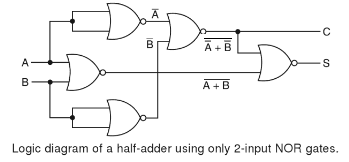 A̅
B̅
A
B
A̅ + B̅
C
S
A + B
Logic diagram of a half-adder using only 2-input NOR gates.